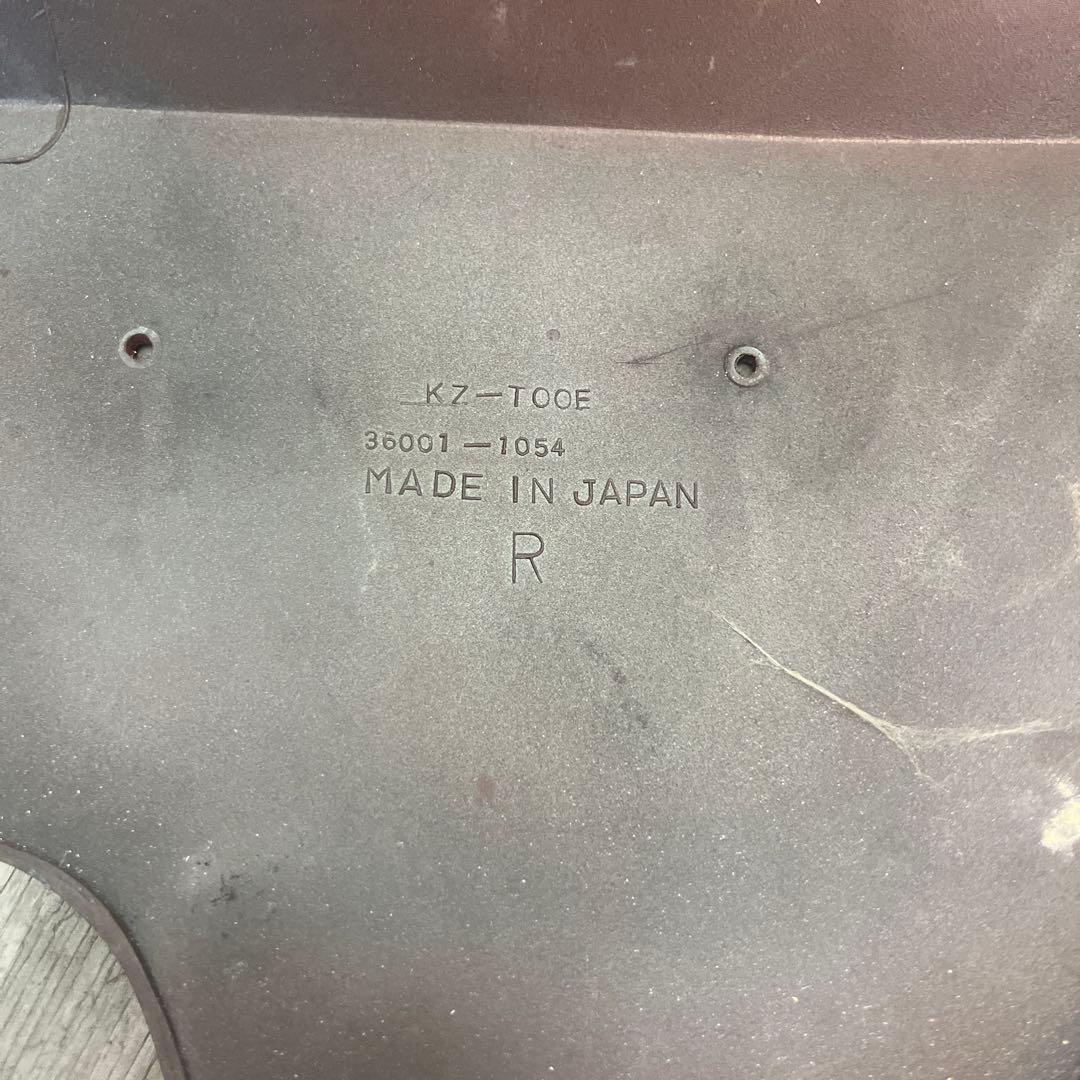 KZ-TOOE
36001-1054
MADE IN JAPAN
R